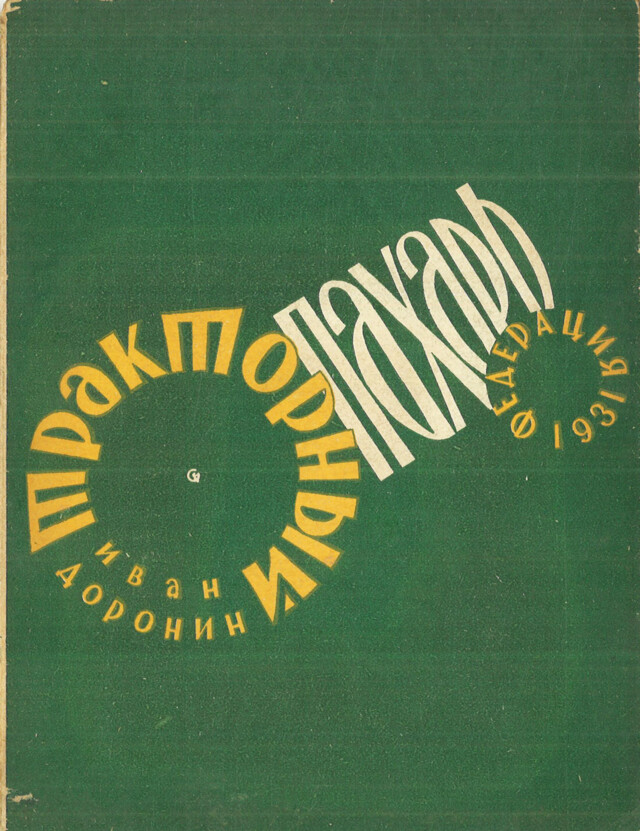 Тракторный
Пахарь
Иван
Доронин
Федерация
1931